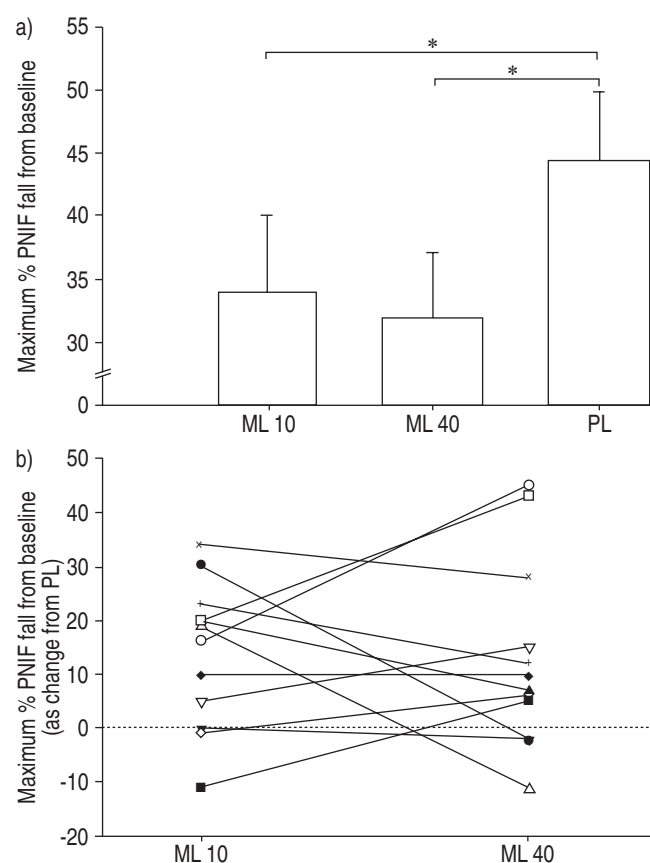 a)
Maximum % PNIF fall from baseline
55
50
45
40
35
30
0
*
*
ML 10
ML 40
PL
b)
Maximum % PNIF fall from baseline
(as change from PL)
50
40
30
20
10
0
-10
-20
ML 10
ML 40